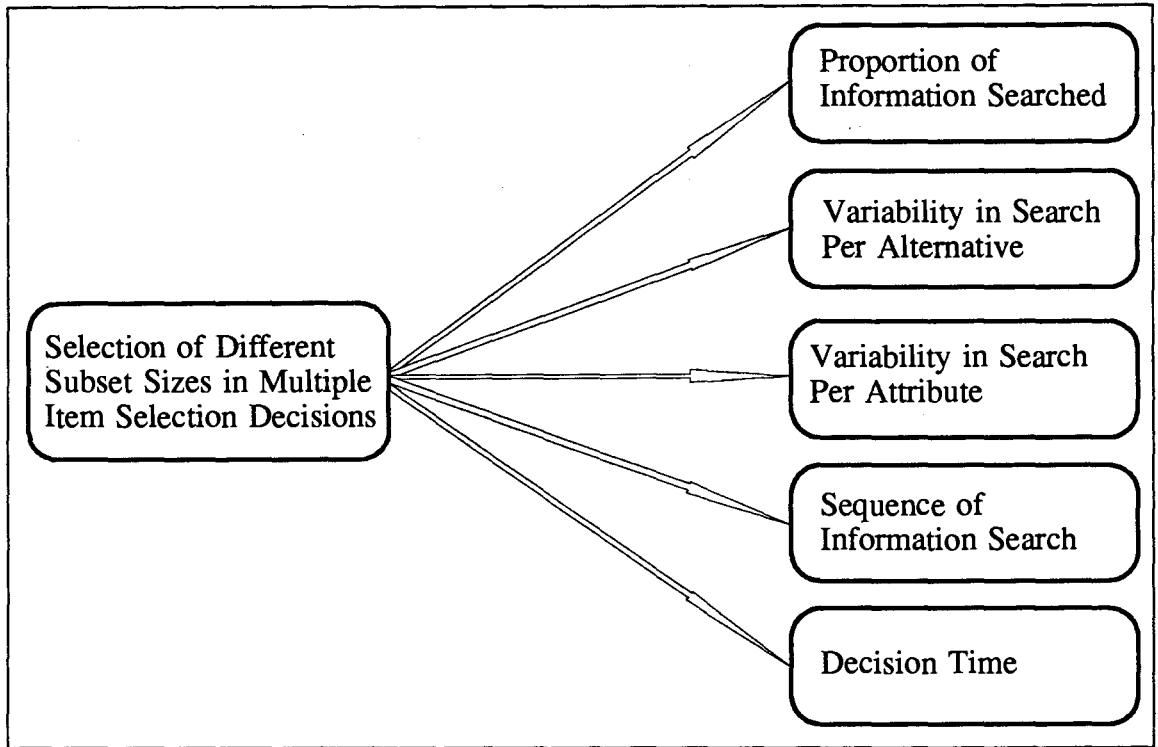 Proportion of
Information Searched
Variability in Search
Per Alternative
Selection of Different
Subset Sizes in Multiple
Item Selection Decisions
Variability in Search
Per Attribute
Sequence of
Information Search
Decision Time